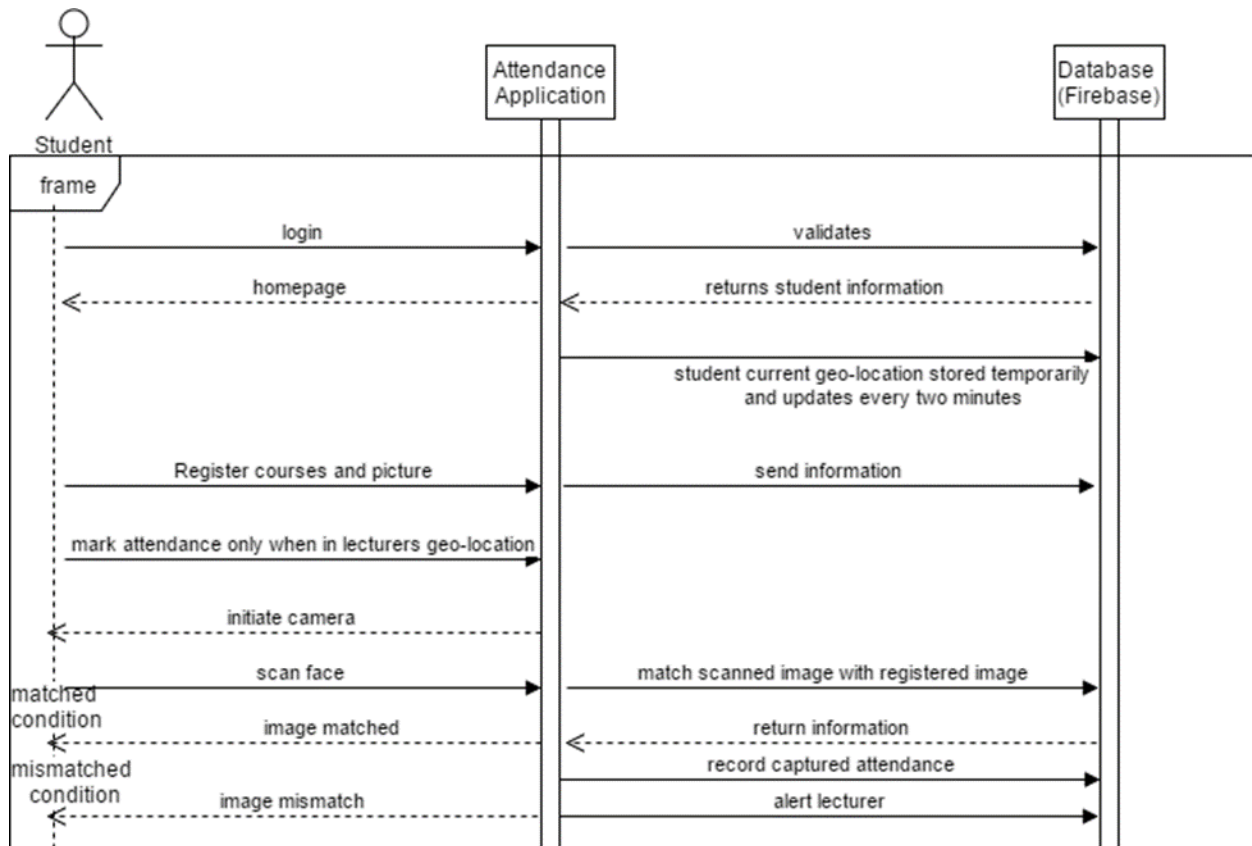 Attendance
Application
Database
(Firebase)
Student
frame
login
validates
homepage
returns student information
student current geo-location stored temporarily
and updates every two minutes
Register courses and picture
send information
mark attendance only when in lecturers geo-location
initiate camera
scan face
match scanned image with registered image
matched
condition
image matched
return information
mismatched
condition
record captured attendance
image mismatch
alert lecturer